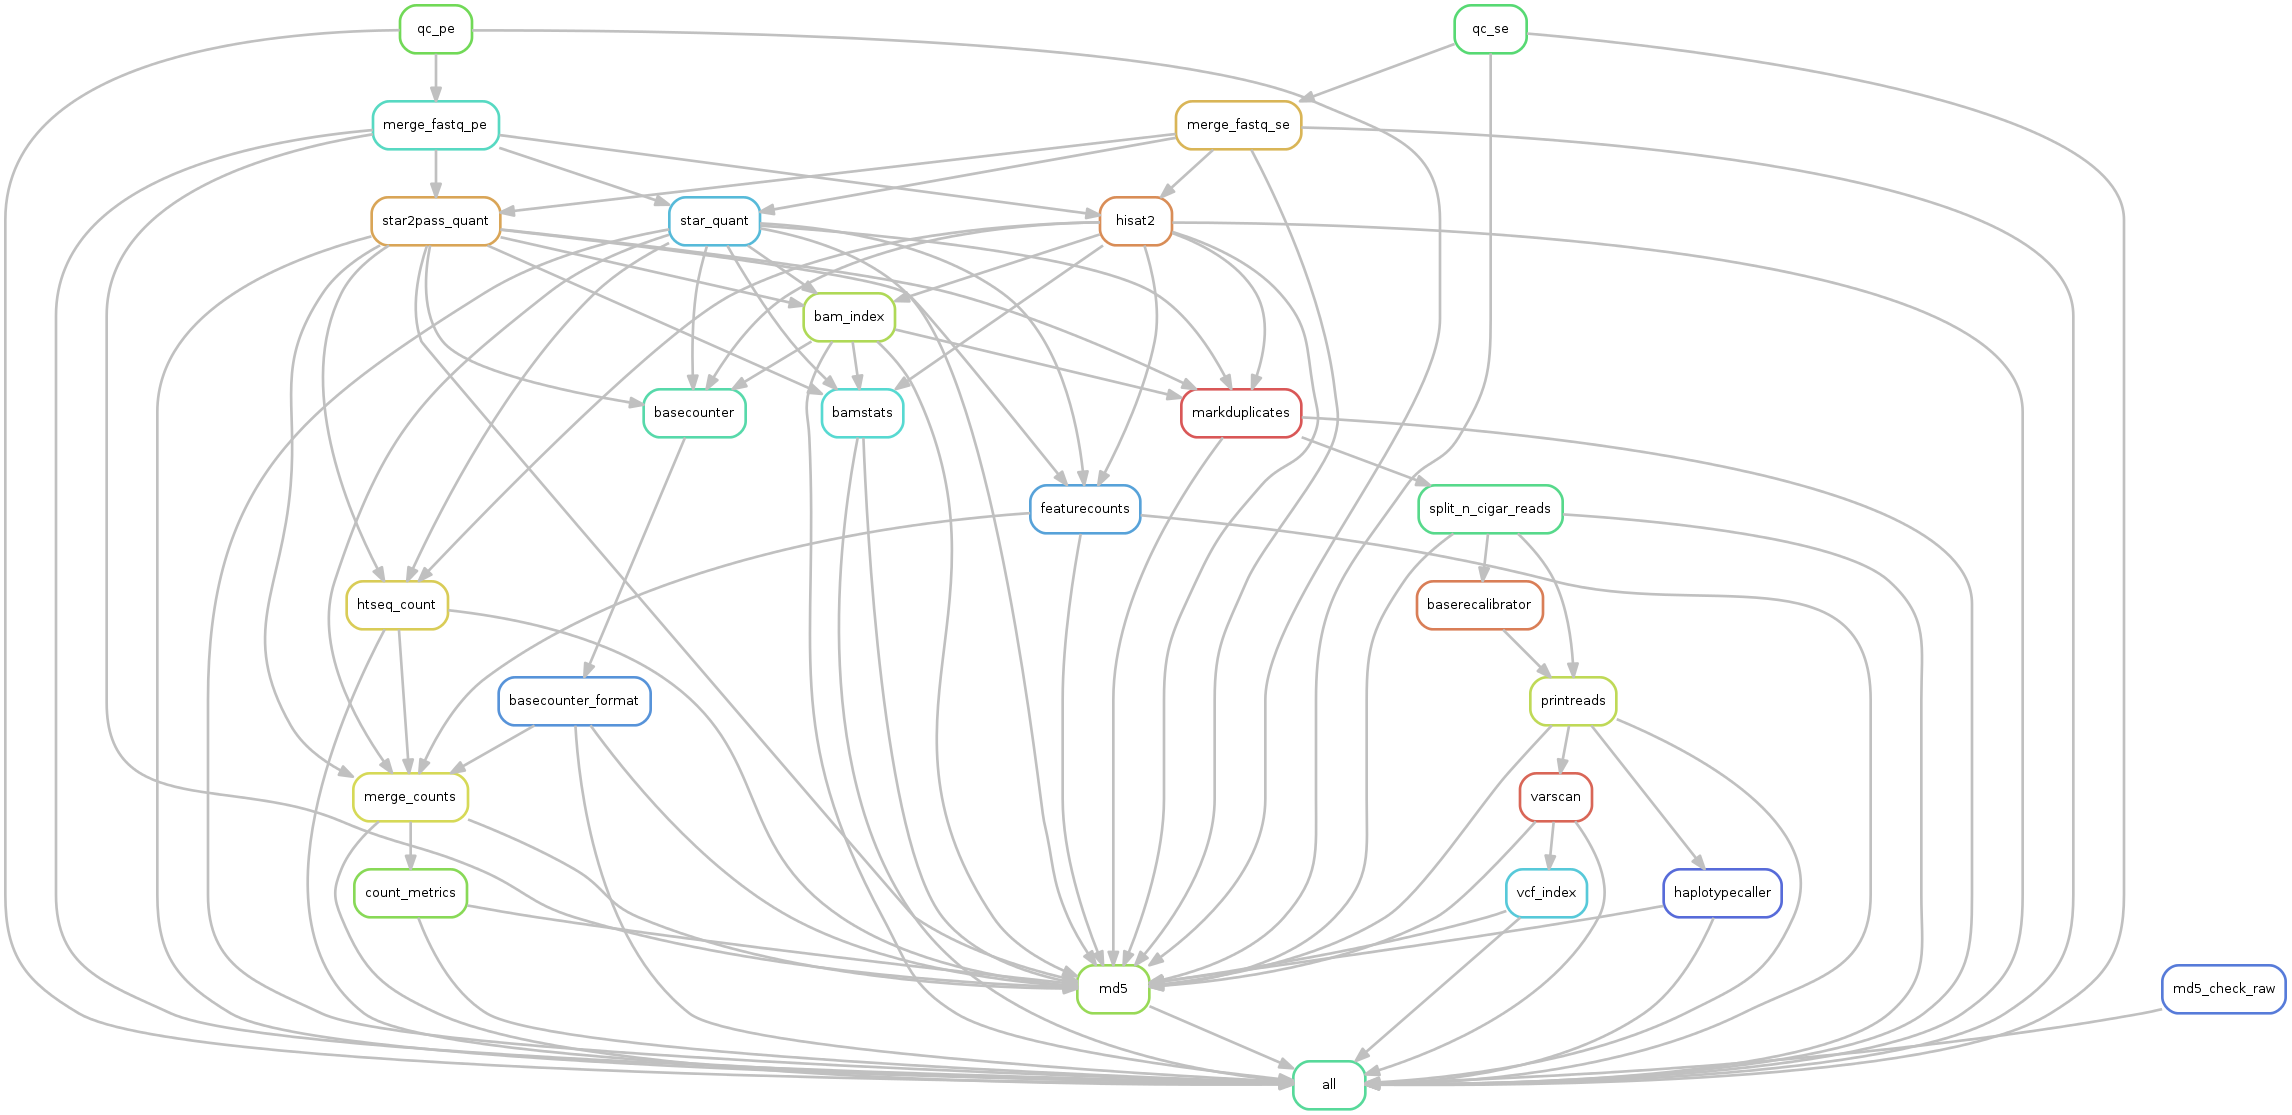 qc_pe
qc_se
merge_fastq_pe
merge_fastq_se
star2pass_quant
star_quant
hisat2
bam_index
basecounter
bamstats
markduplicates
featurecounts
split_n_cigar_reads
htseq_count
baserecalibrator
basecounter_format
printreads
merge_counts
varscan
count_metrics
vcf_index
haplotypecaller
md5
md5_check_raw
all